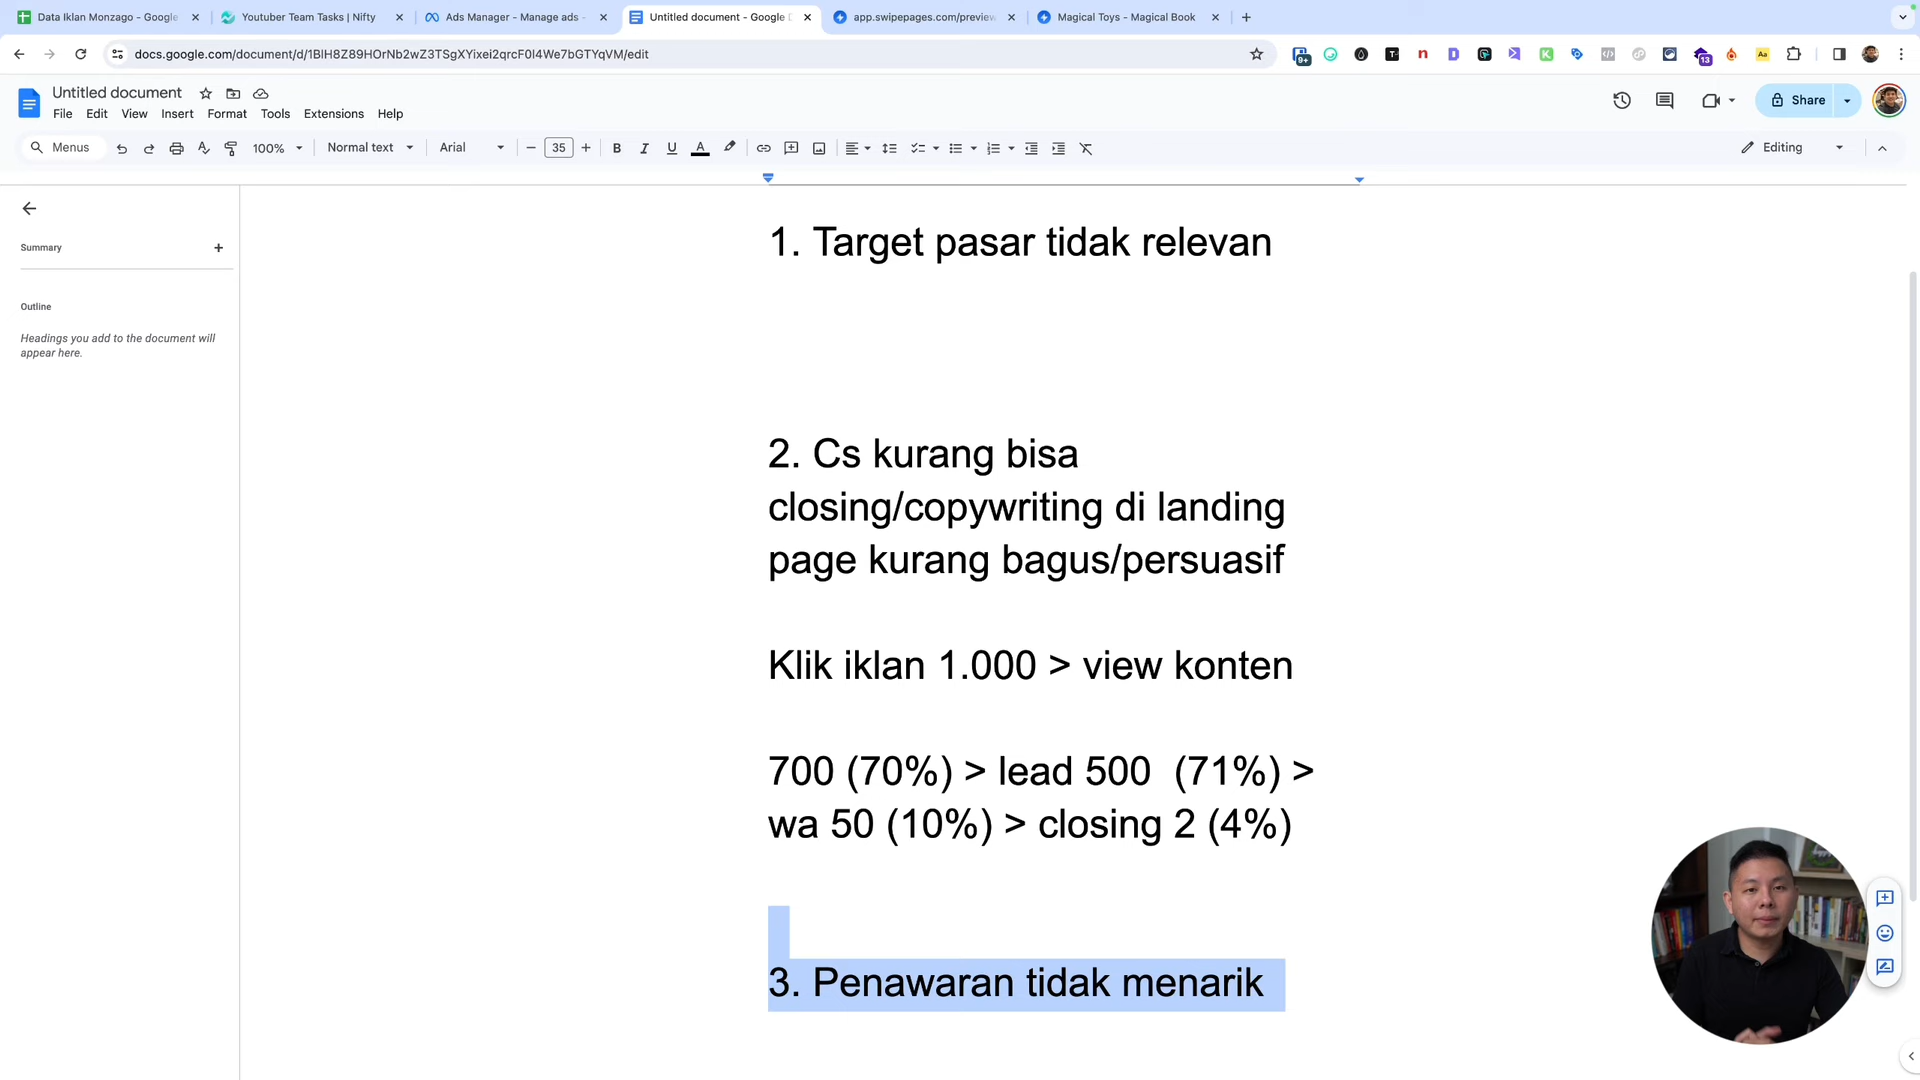 Data Iklan Monzago - Google
Youtuber Team Tasks | Nifty
Ads Manager - Manage ads -
Untitled document - Google D
app.swipepages.com/preview
Magical Toys - Magical Book
docs.google.com/document/d/1BlH8Z89HOrNb2wZ3TSgXYixei2qrcF0I4We7bGTYqVM/edit
9+
13
Untitled document
File Edit View Insert Format Tools Extensions Help
Share
Menus
100%
Normal text
Arial
35
Editing
Summary
Outline
Headings you add to the document will
appear here.
1. Target pasar tidak relevan
2. Cs kurang bisa
closing/copywriting di landing
page kurang bagus/persuasif
Klik iklan 1.000 > view konten
700 (70%) > lead 500 (71%) >
wa 50 (10%) > closing 2 (4%)
3. Penawaran tidak menarik